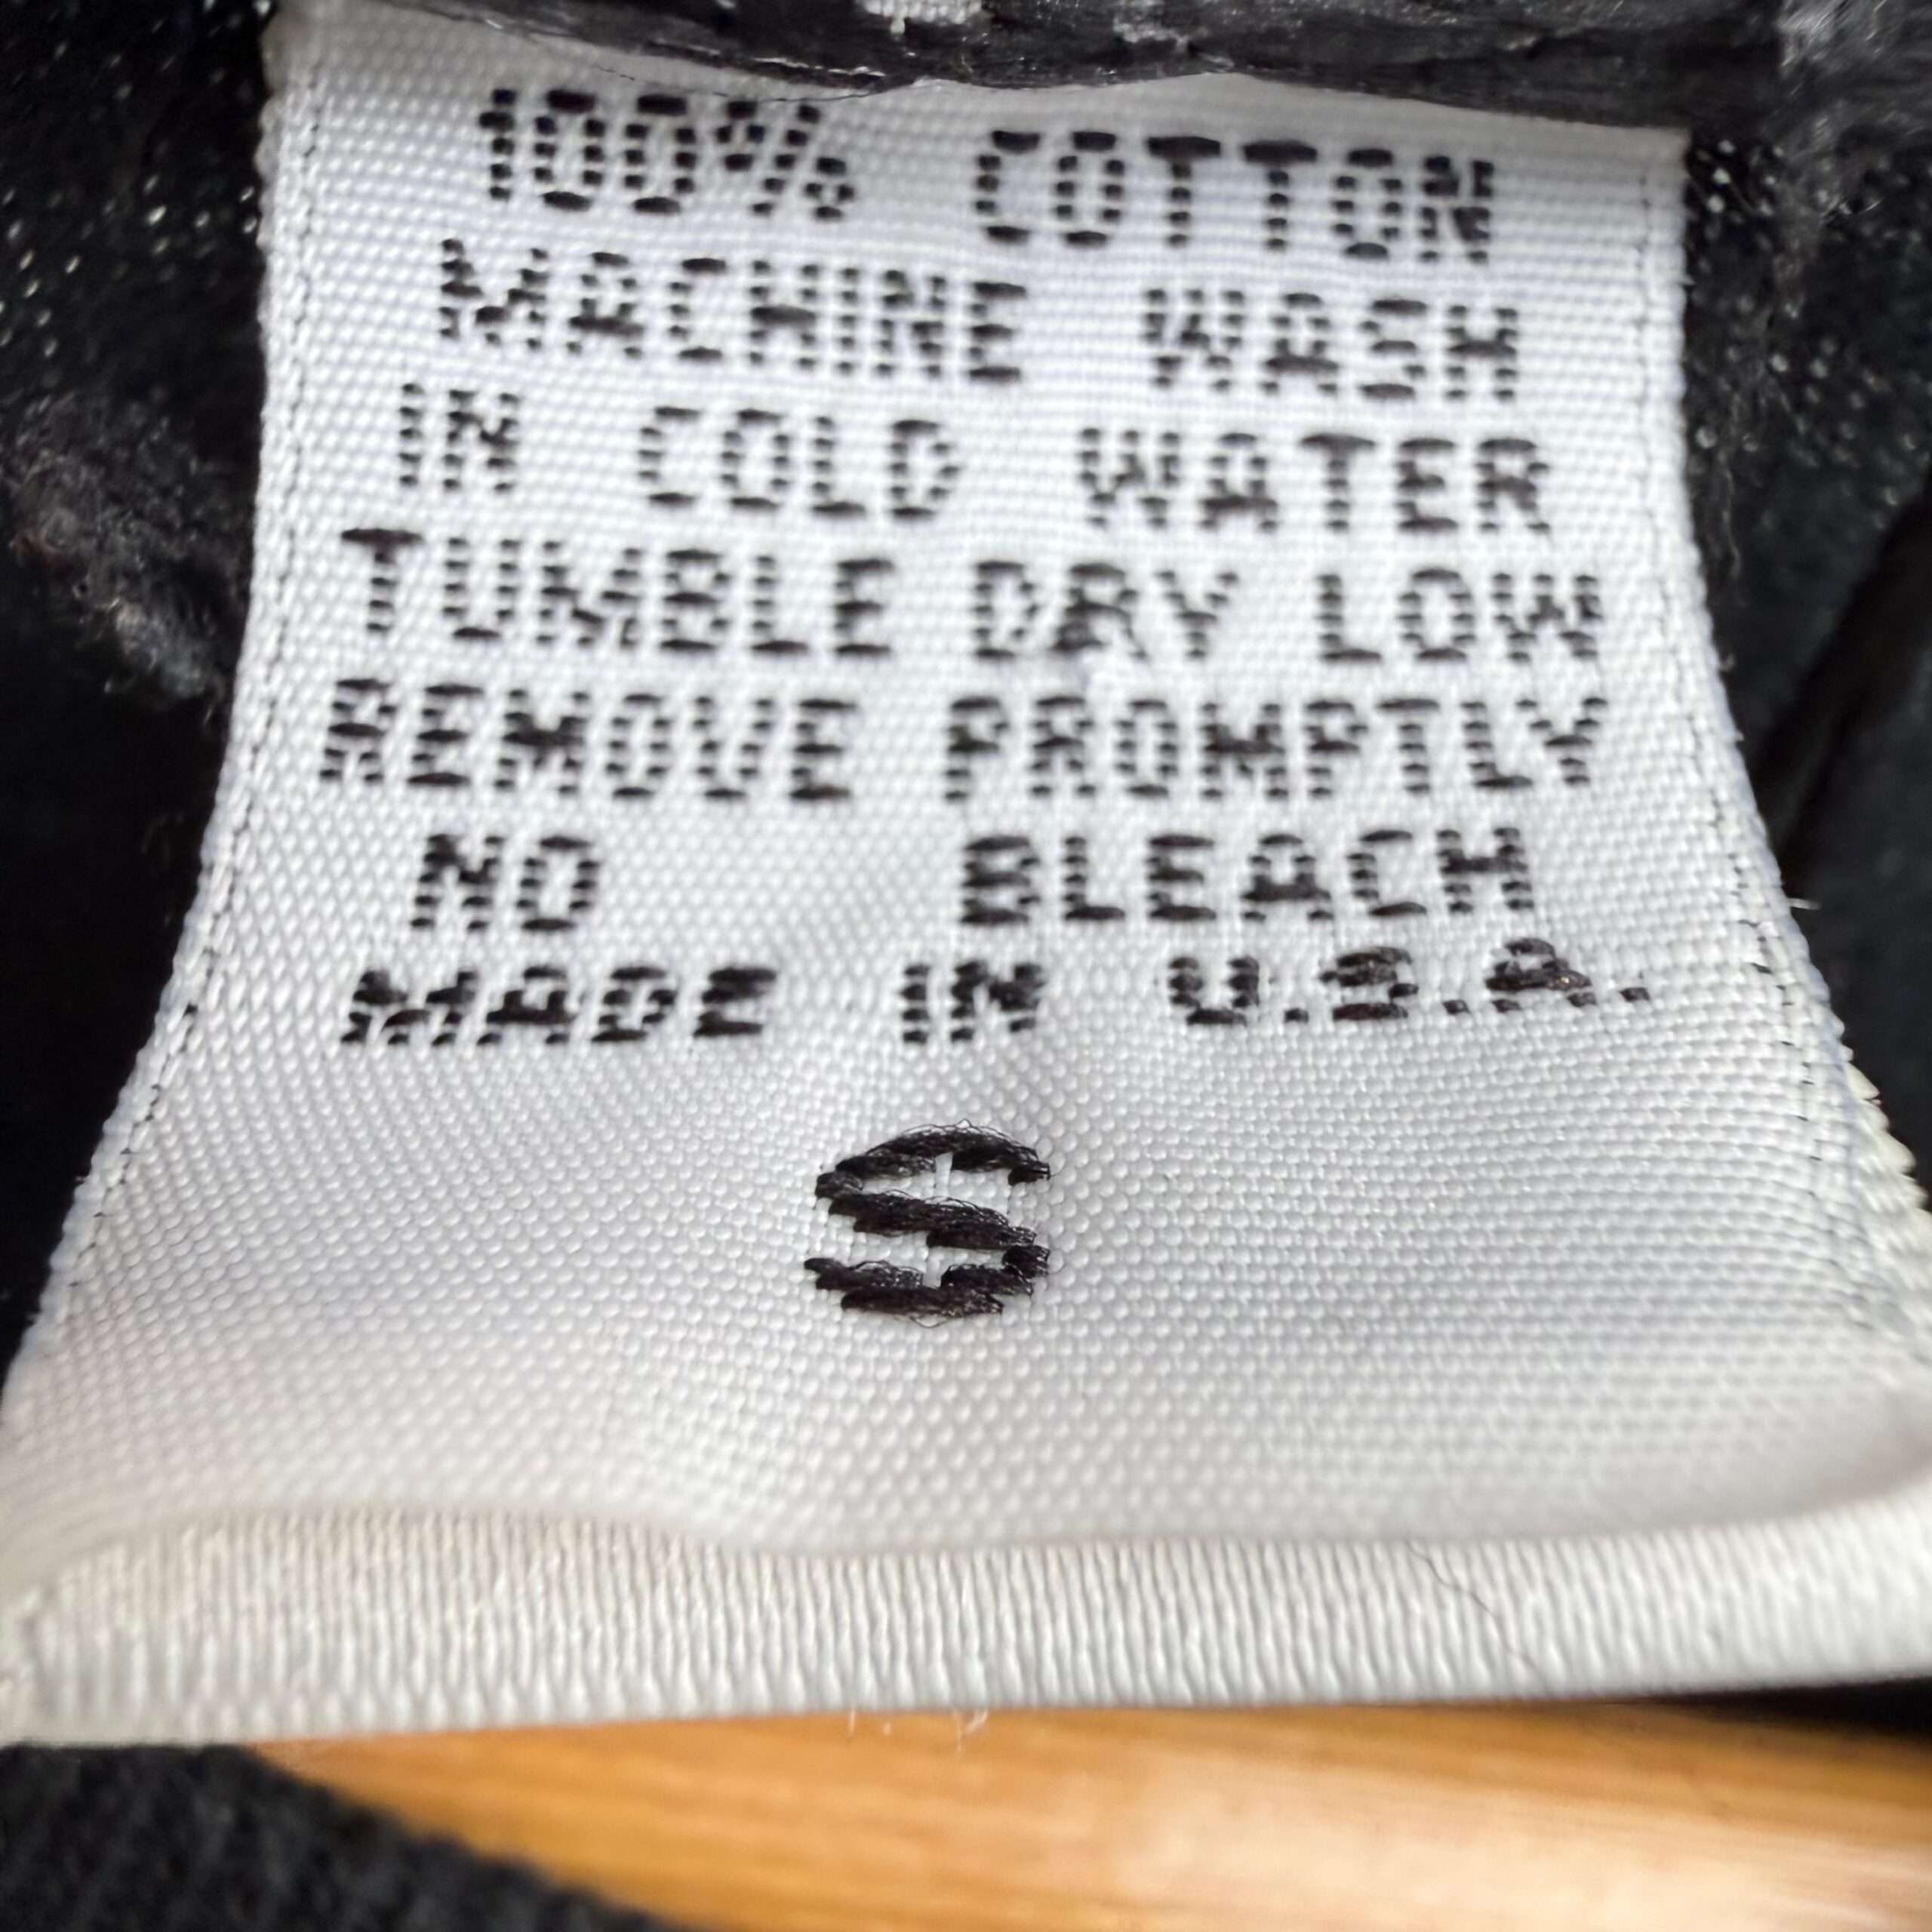 100% COTTON
MACHINE WASH
IN COLD WATER
TUMBLE DRY LOW
REMOVE PROMPTLY
NO BLEACH
MADE IN U.S.A.
S